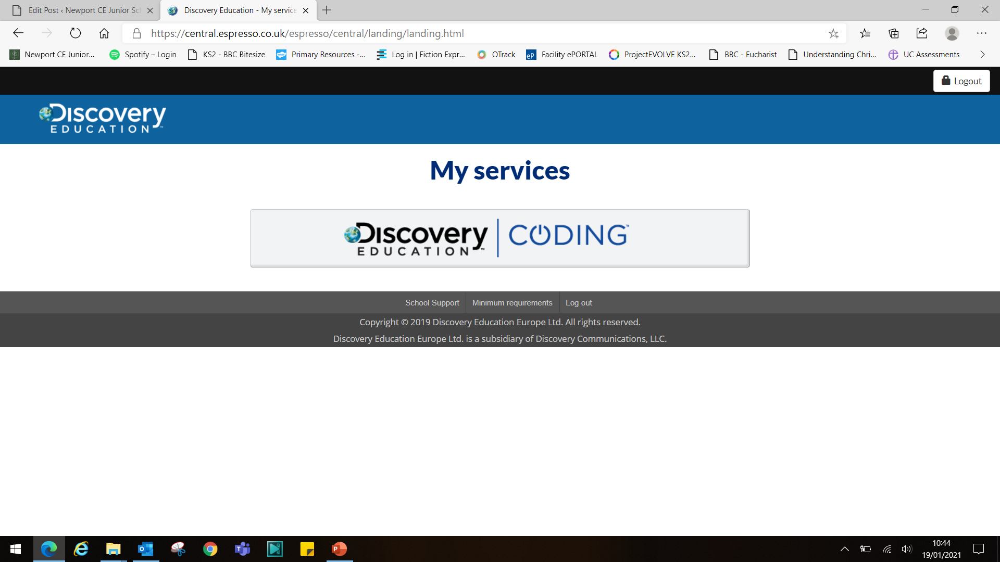 Edit Post ‹ Newport CE Junior Sc
Discovery Education - My service
https://central.espresso.co.uk/espresso/central/landing/landing.html
Newport CE Junior... Spotify – Login KS2 - BBC Bitesize Primary Resources -... Log in | Fiction Expr... OTrack Facility ePORTAL ProjectEVOLVE KS2... BBC - Eucharist Understanding Chri... UC Assessments
Logout
DISCOVERY
EDUCATION™
My services
DISCOVERY
EDUCATION™
CODING™
School Support Minimum requirements Log out
Copyright © 2019 Discovery Education Europe Ltd. All rights reserved.
Discovery Education Europe Ltd. is a subsidiary of Discovery Communications, LLC.
10:44
19/01/2021